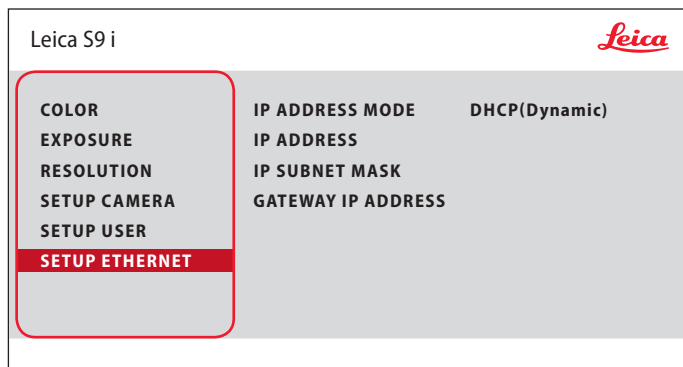 Leica S9 i
Leica
COLOR
EXPOSURE
RESOLUTION
SETUP CAMERA
SETUP USER
SETUP ETHERNET
IP ADDRESS MODE DHCP(Dynamic)
IP ADDRESS
IP SUBNET MASK
GATEWAY IP ADDRESS